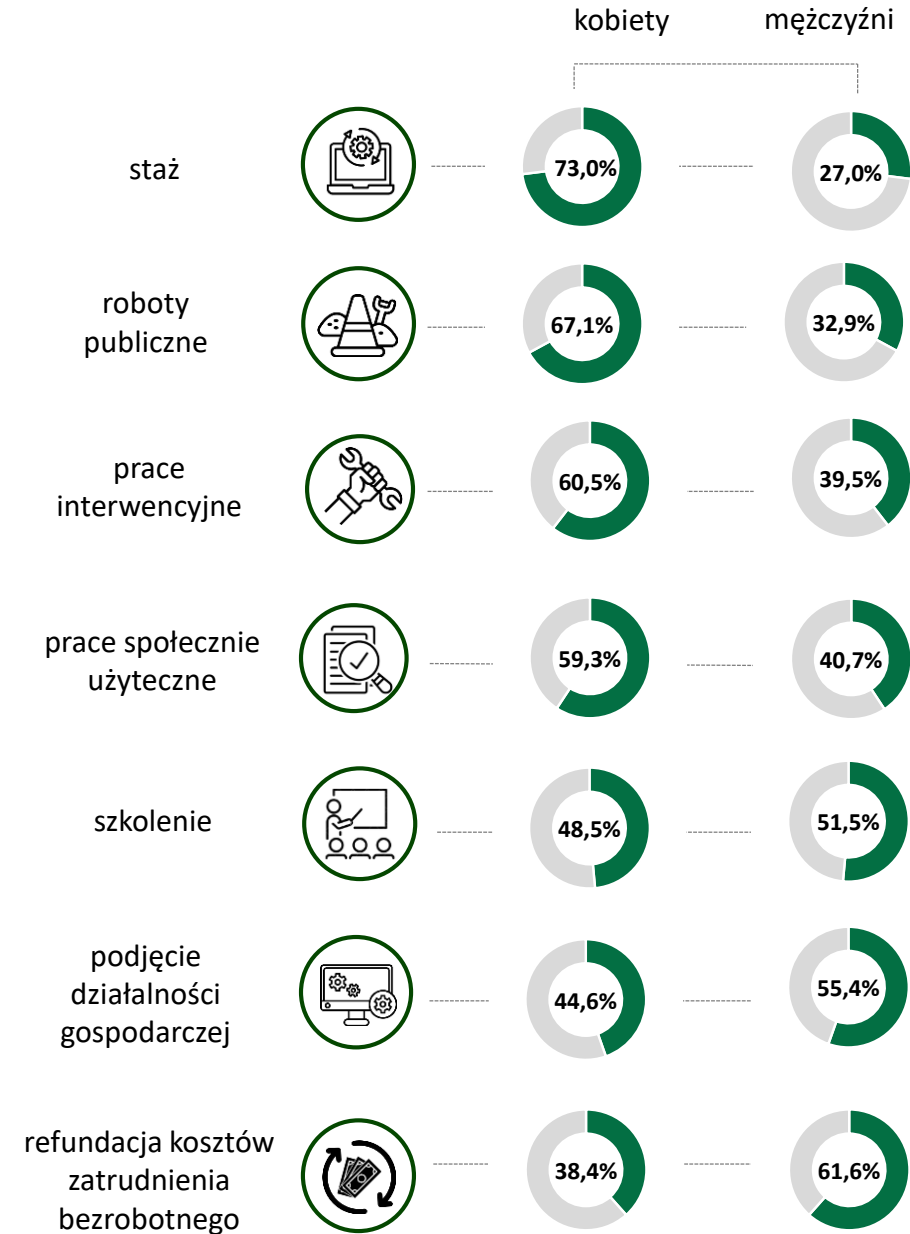 kobiety mężczyźni
staż 73,0% 27,0%
roboty
publiczne 67,1% 32,9%
prace
interwencyjne 60,5% 39,5%
prace społecznie
użyteczne 59,3% 40,7%
szkolenie 48,5% 51,5%
podjęcie
działalności
gospodarczej 44,6% 55,4%
refundacja kosztów
zatrudnienia
bezrobotnego 38,4% 61,6%